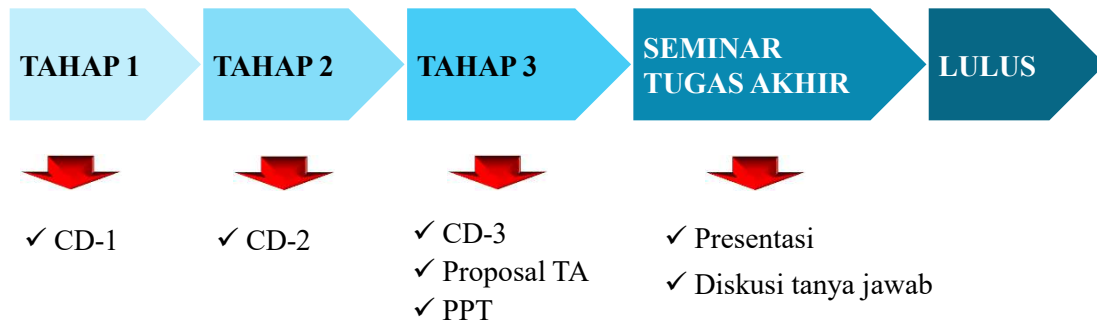 TAHAP 1
TAHAP 2
TAHAP 3
SEMINAR
TUGAS AKHIR
LULUS
✓ CD-1
✓ CD-2
✓ CD-3
✓ Proposal TA
✓ PPT
✓ Presentasi
✓ Diskusi tanya jawab